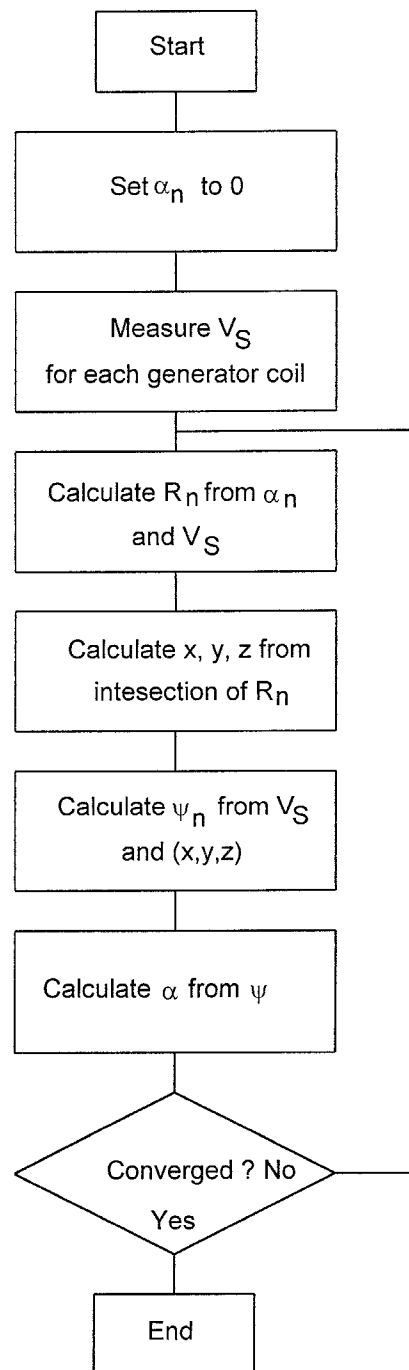 Start
Set αn to 0
Measure VS
for each generator coil
Calculate Rn from αn
and VS
Calculate x, y, z from
intesection of Rn
Calculate ψn from VS
and (x,y,z)
Calculate α from ψ
Converged ? No
Yes
End